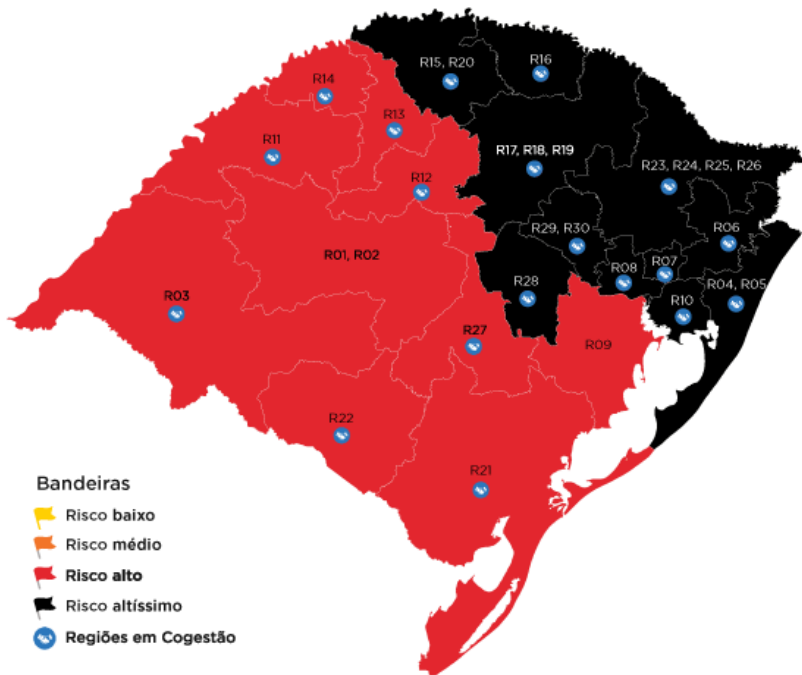 R15, R20
R16
R14
R13
R11
R17, R18, R19
R23, R24, R25, R26
R12
R29, R30
R06
R01, R02
R08
R07
R28
R04, R05
R03
R10
R27
R09
R22
R21
Bandeiras
Risco baixo
Risco médio
Risco alto
Risco altíssimo
Regiões em Cogestão